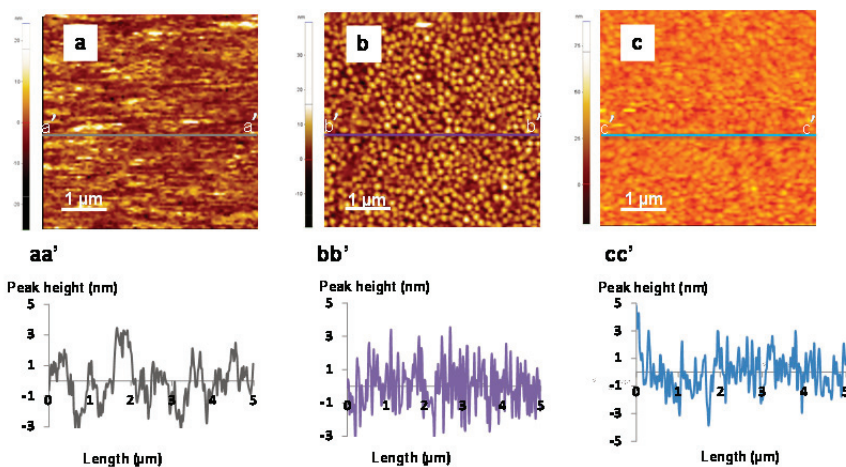 a
b
c
a' a'
b' b'
c' c'
1 µm
1 µm
1 µm
aa'
bb'
cc'
Peak height (nm)
Peak height (nm)
Peak height (nm)
5
3
1
-1
-3
0 1 2 3 4 5
Length (µm)
5
3
1
-1
-3
0 1 2 3 4 5
Length (µm)
5
3
1
-1
-3
-5
0 1 2 3 4 5
Length (µm)